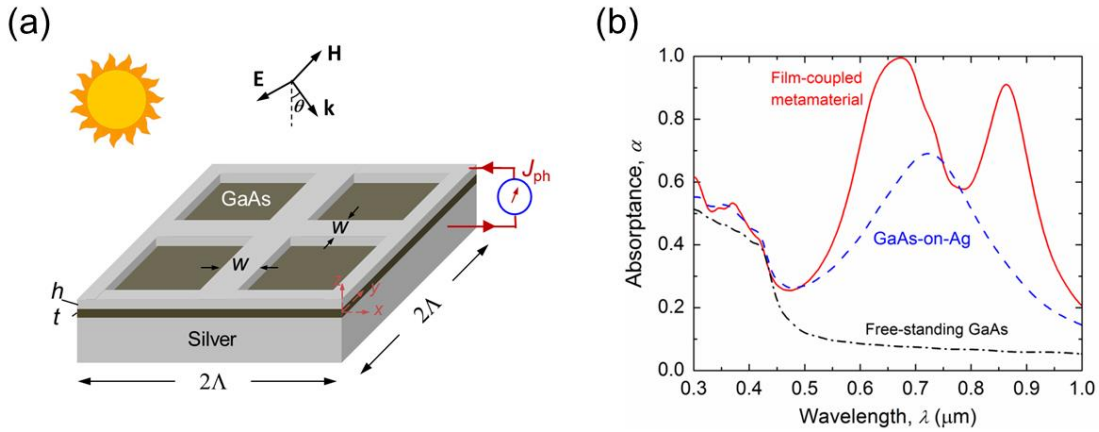 (a)
H
E
k
θ
J_ph
GaAs
w
w
h
t
z
y
x
Silver
2Λ
2Λ
(b)
1.0
0.8
0.6
0.4
0.2
0.0
Absorptance, α
Film-coupled
metamaterial
GaAs-on-Ag
Free-standing GaAs
0.3 0.4 0.5 0.6 0.7 0.8 0.9 1.0
Wavelength, λ (μm)